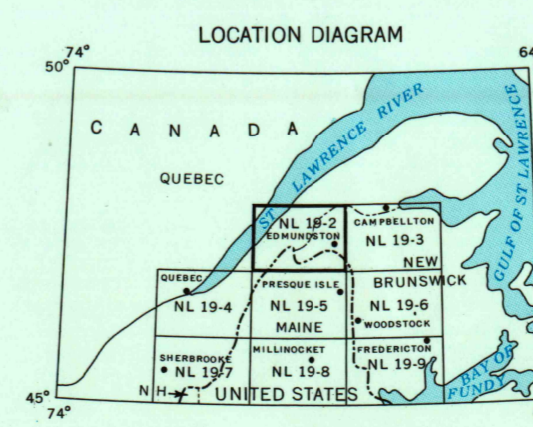 LOCATION DIAGRAM
74°
64
50°
CANADA
QUEBEC
ST LAWRENCE RIVER
GULF OF ST LAWRENCE
NL 19-2
EDMUNDSTON
CAMPBELLTON
NL 19-3
NEW
BRUNSWICK
QUEBEC
NL 19-4
PRESQUE ISLE
NL 19-5
MAINE
NL 19-6
WOODSTOCK
SHERBROOKE
NL 19-7
MILLINOCKET
NL 19-8
FREDERICTON
NL 19-9
BAY OF
FUNDY
N H
UNITED STATES
45°
74°